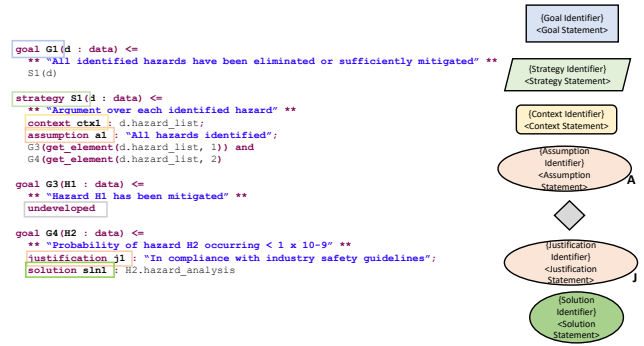 goal G1(d : data) <=
** “All identified hazards have been eliminated or sufficiently mitigated” **
S1(d)
strategy S1(d : data) <=
** “Argument over each identified hazard” **
context ctx1 : d.hazard_list;
assumption a1 : “All hazards identified”;
G3(get_element(d.hazard_list, 1)) and
G4(get_element(d.hazard_list, 2)
goal G3(H1 : data) <=
** “Hazard H1 has been mitigated” **
undeveloped
goal G4(H2 : data) <=
** “Probability of hazard H2 occurring < 1 x 10-9” **
justification j1 : “In compliance with industry safety guidelines”;
solution sln1 : H2.hazard_analysis
{Goal Identifier}
<Goal Statement>
{Strategy Identifier}
<Strategy Statement>
{Context Identifier}
<Context Statement>
{Assumption
Identifier}
<Assumption
Statement>
A
{Justification
Identifier}
<Justification
Statement>
J
{Solution
Identifier}
<Solution
Statement>